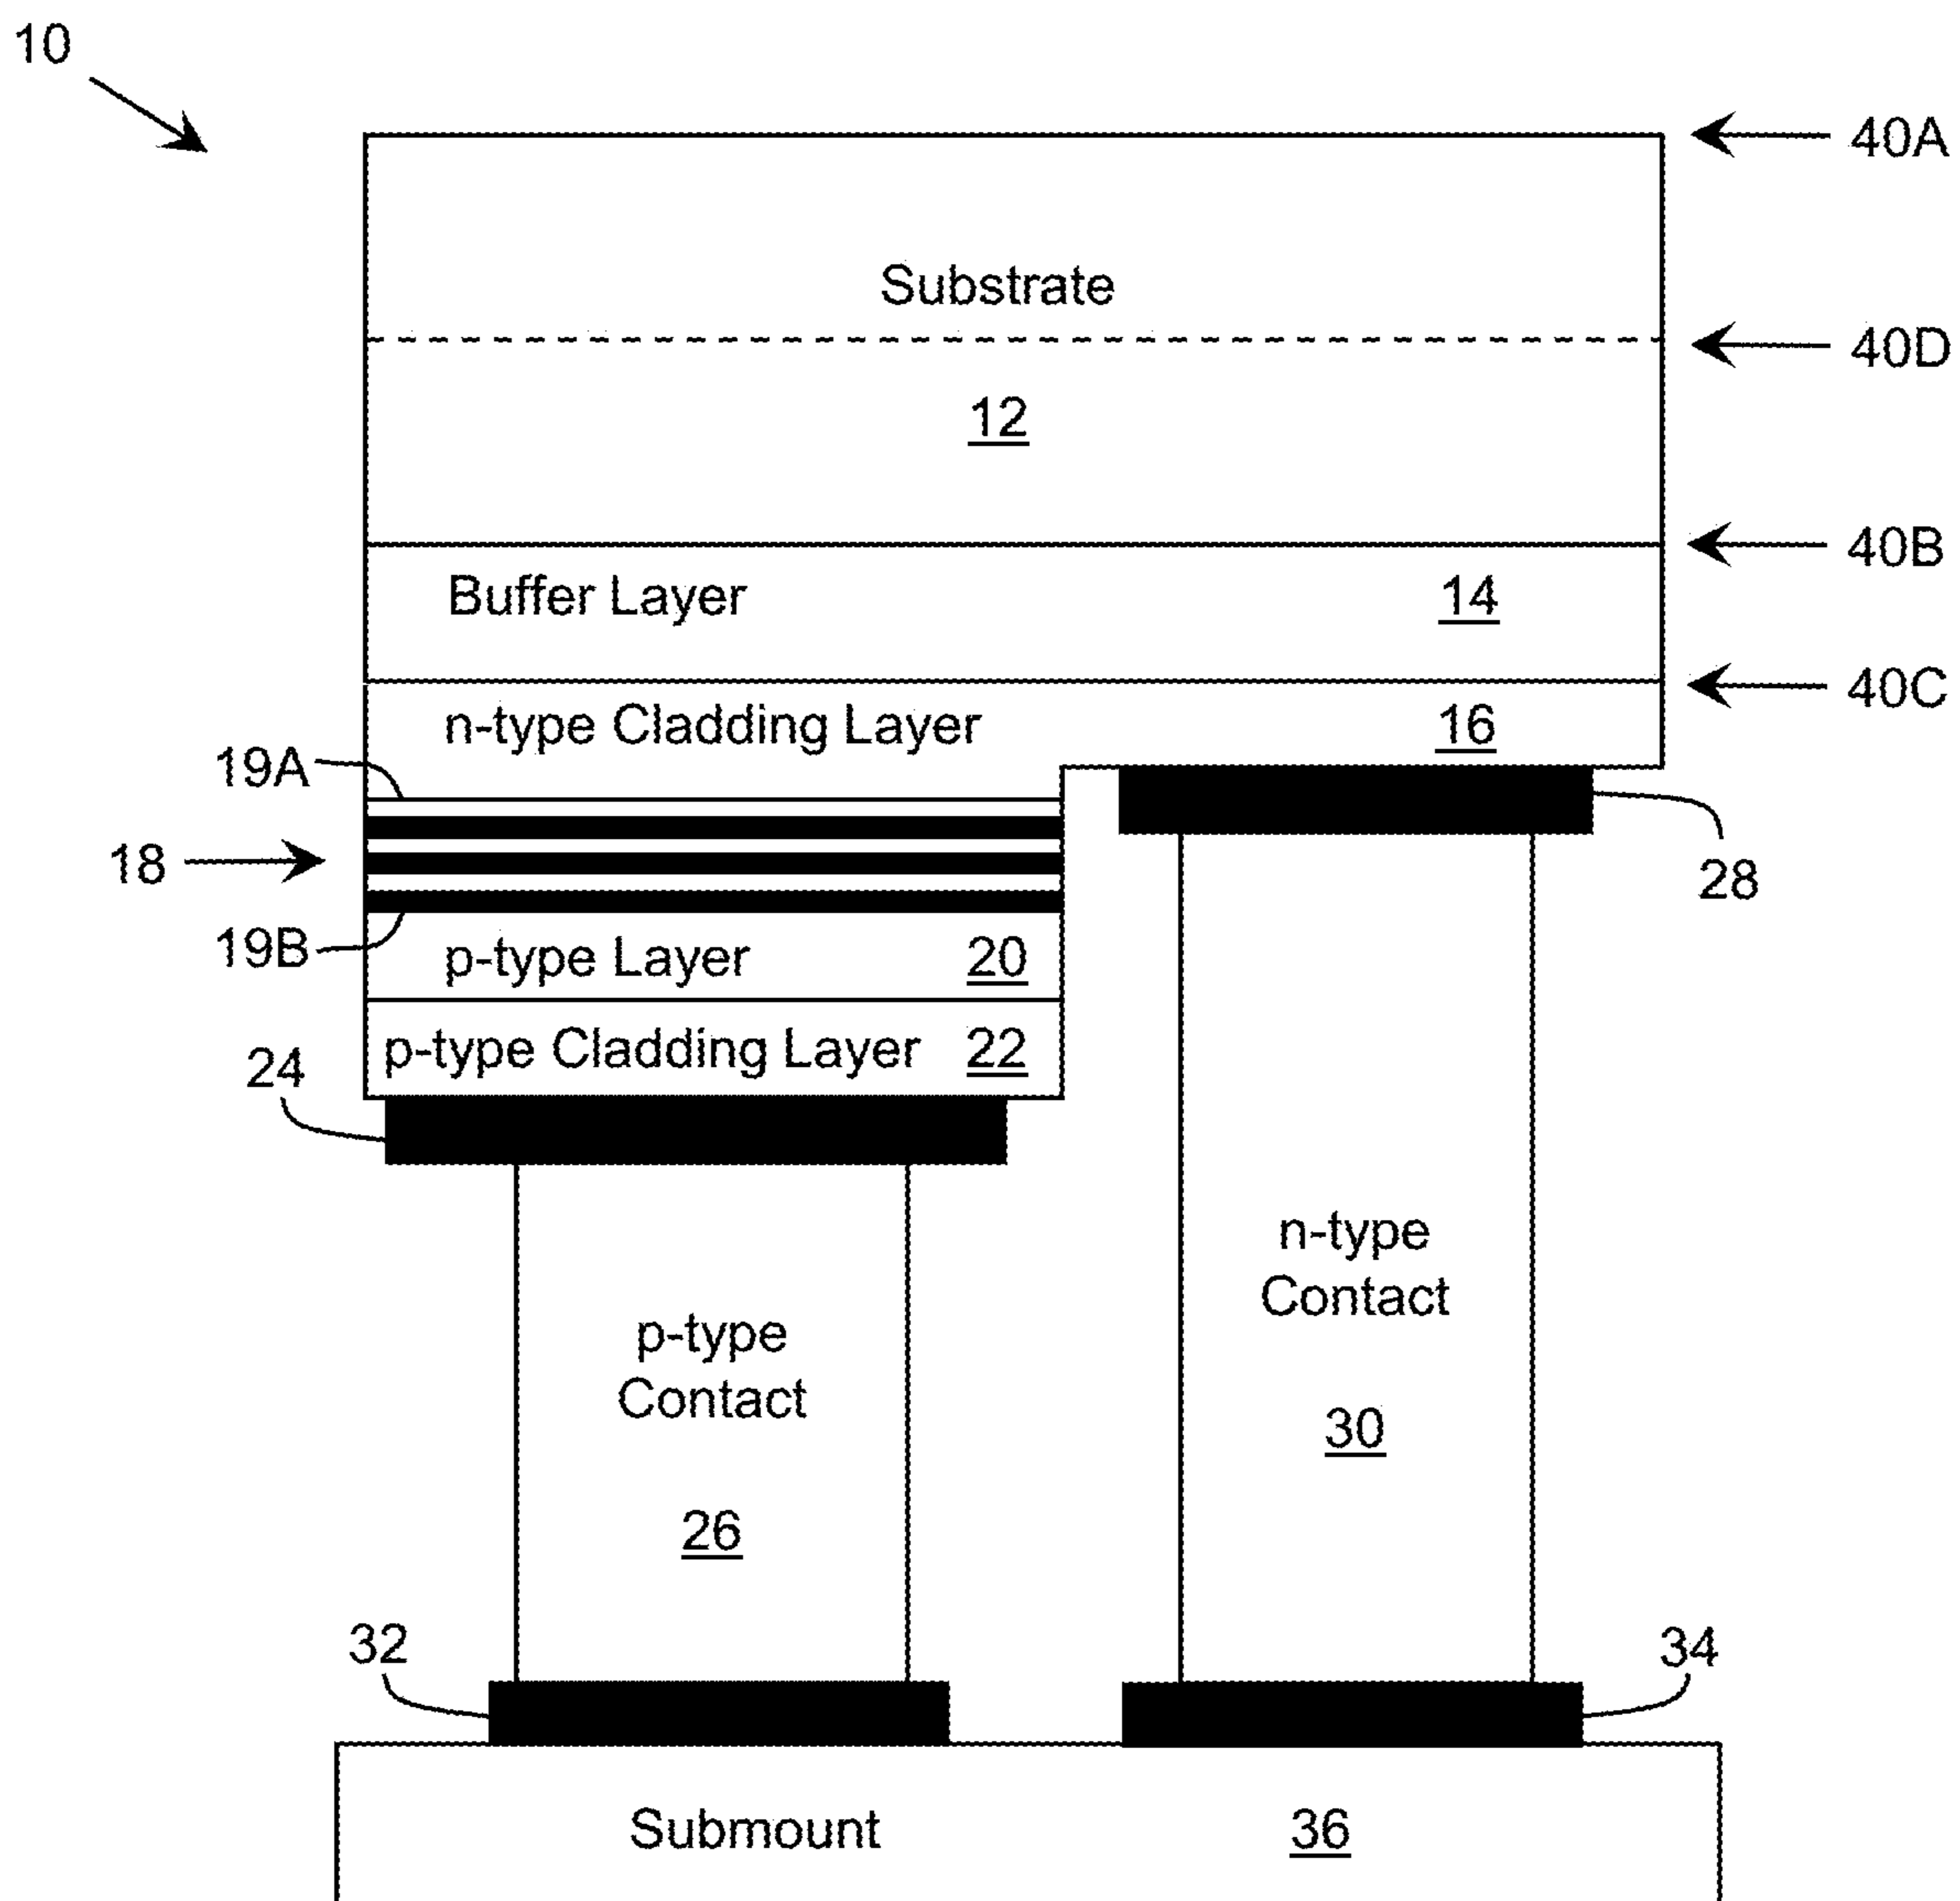 10
40A
Substrate
40D
12
40B
Buffer Layer 14
40C
n-type Cladding Layer 16
19A
18
28
19B
p-type Layer 20
p-type Cladding Layer 22
24
n-type
Contact
30
p-type
Contact
26
32
34
Submount 36